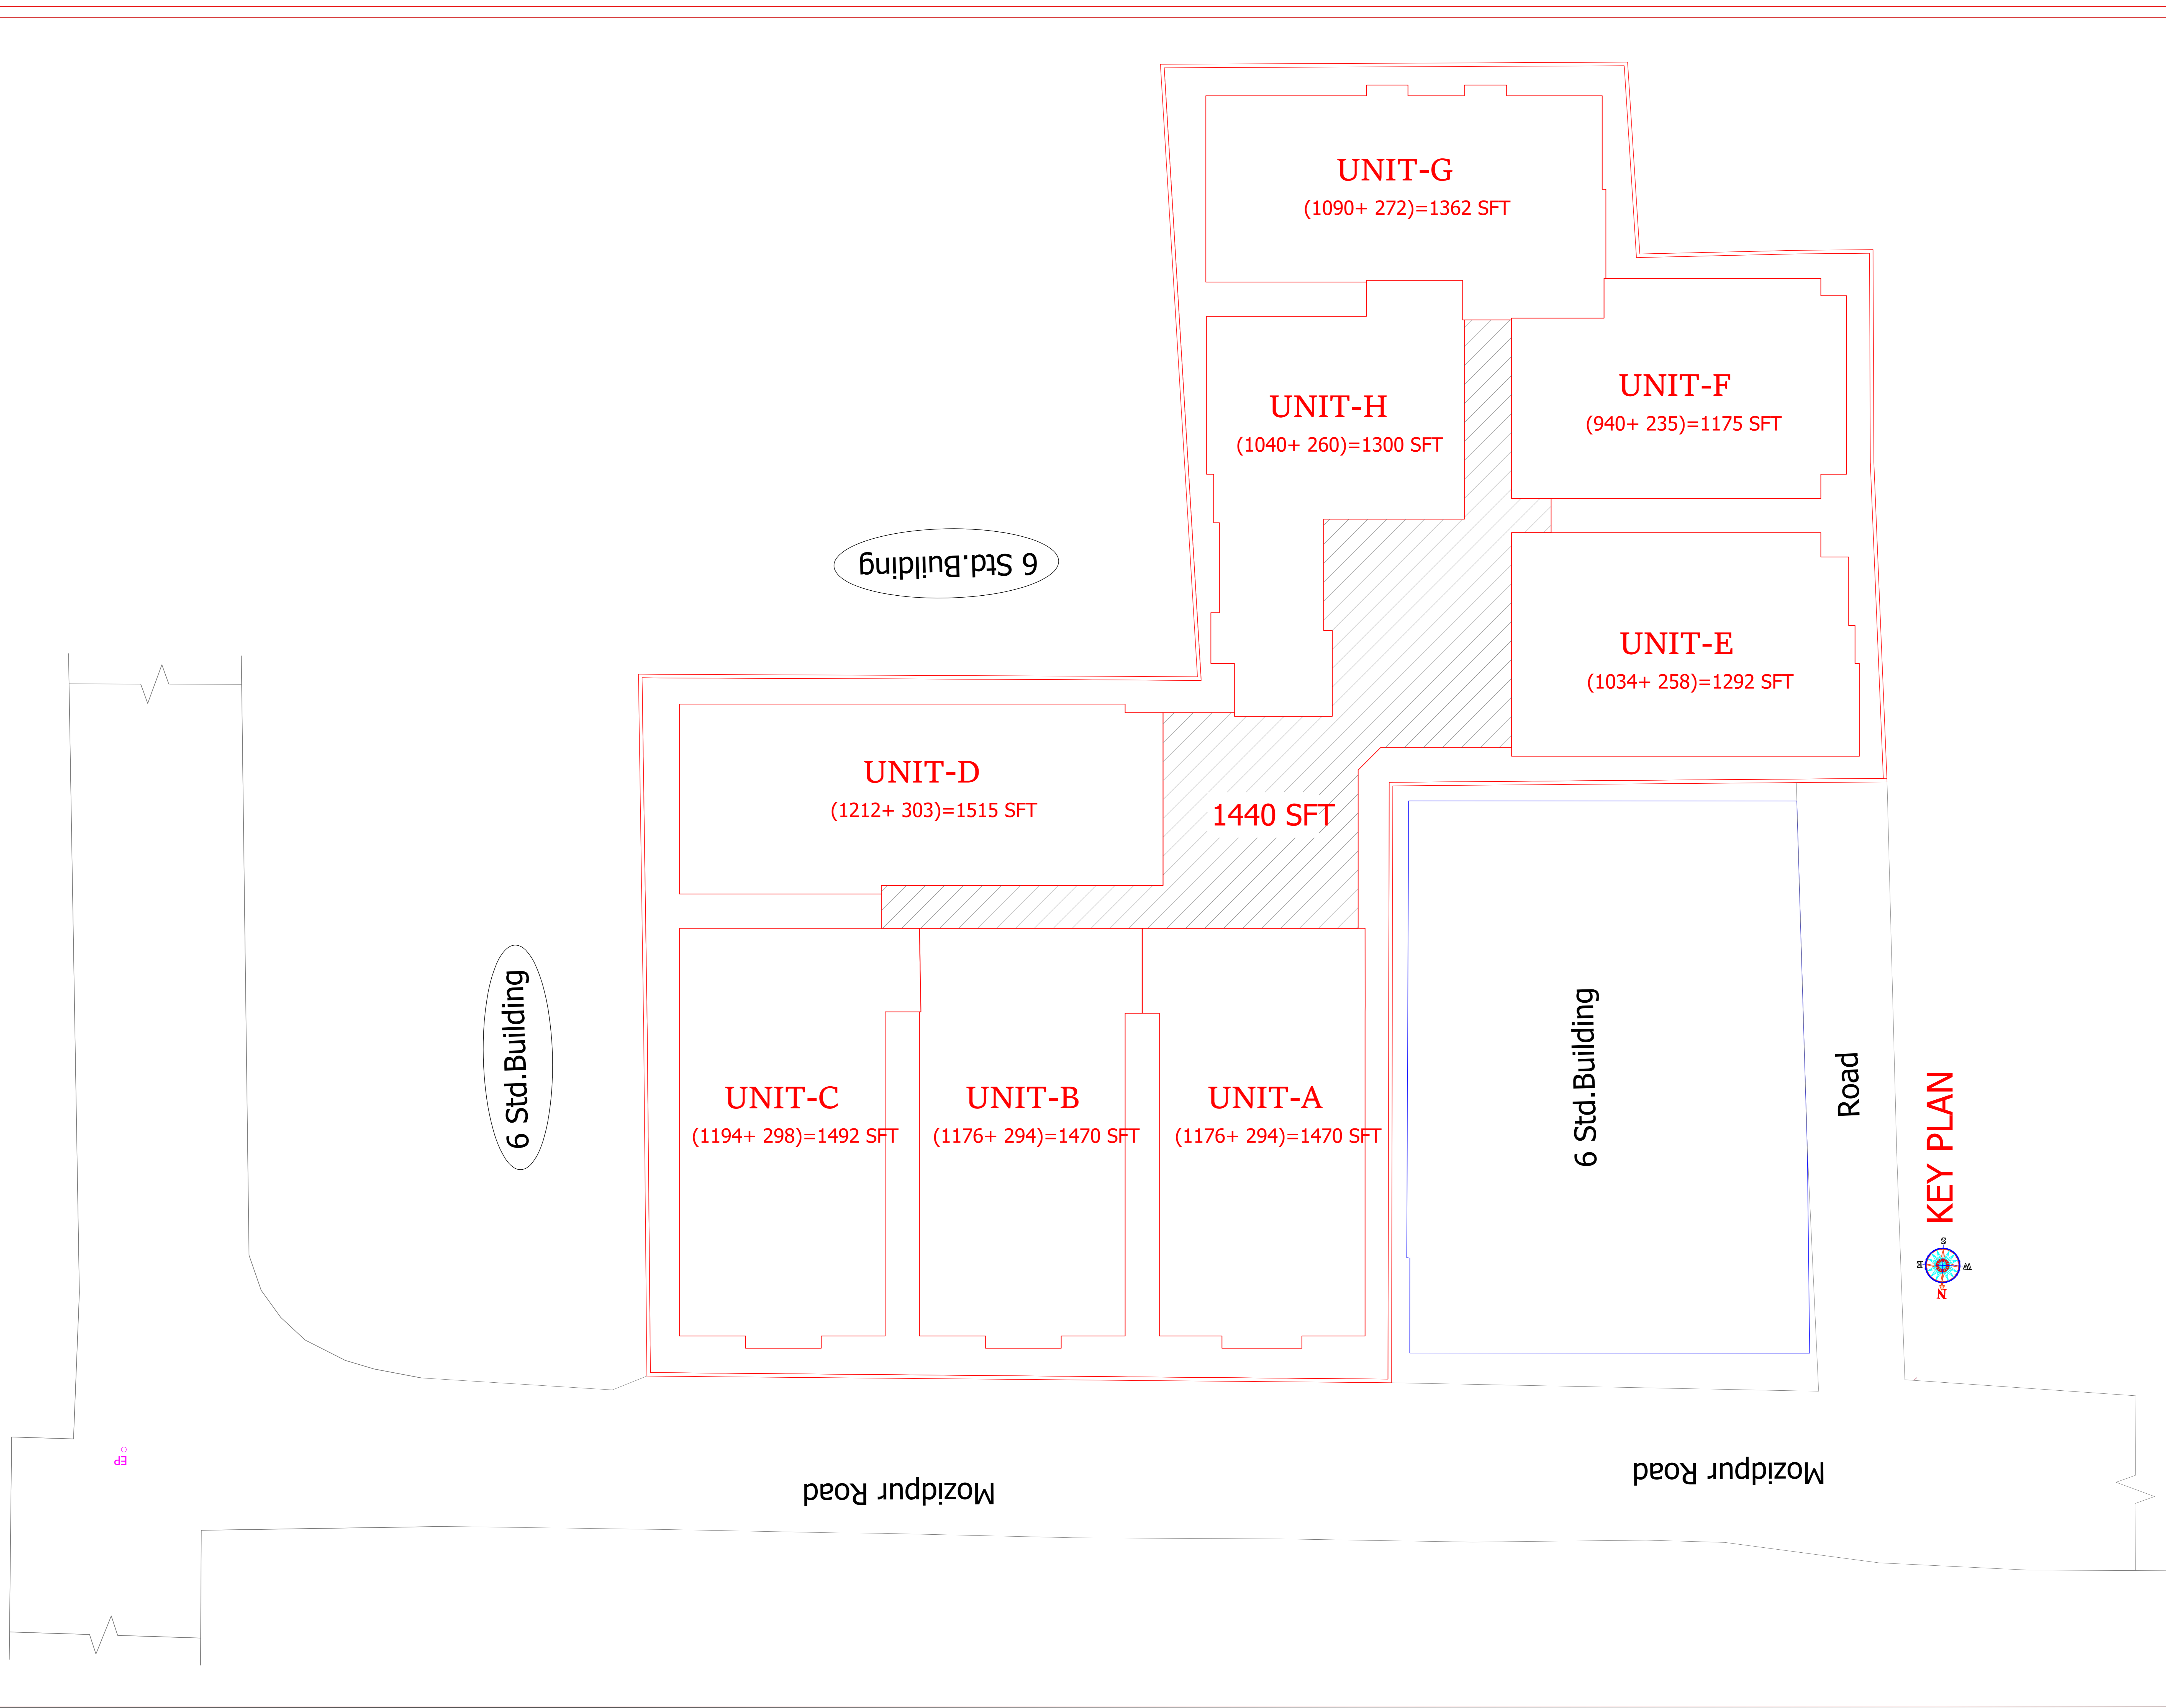 UNIT-G
(1090+ 272)=1362 SFT
UNIT-F
(940+ 235)=1175 SFT
UNIT-H
(1040+ 260)=1300 SFT
6 Std.Building
UNIT-E
(1034+ 258)=1292 SFT
UNIT-D
(1212+ 303)=1515 SFT
1440 SFT
6 Std.Building
UNIT-C
(1194+ 298)=1492 SFT
UNIT-B
(1176+ 294)=1470 SFT
UNIT-A
(1176+ 294)=1470 SFT
6 Std.Building
Road
KEY PLAN
S
E
W
N
EP
Mozidpur Road
Mozidpur Road